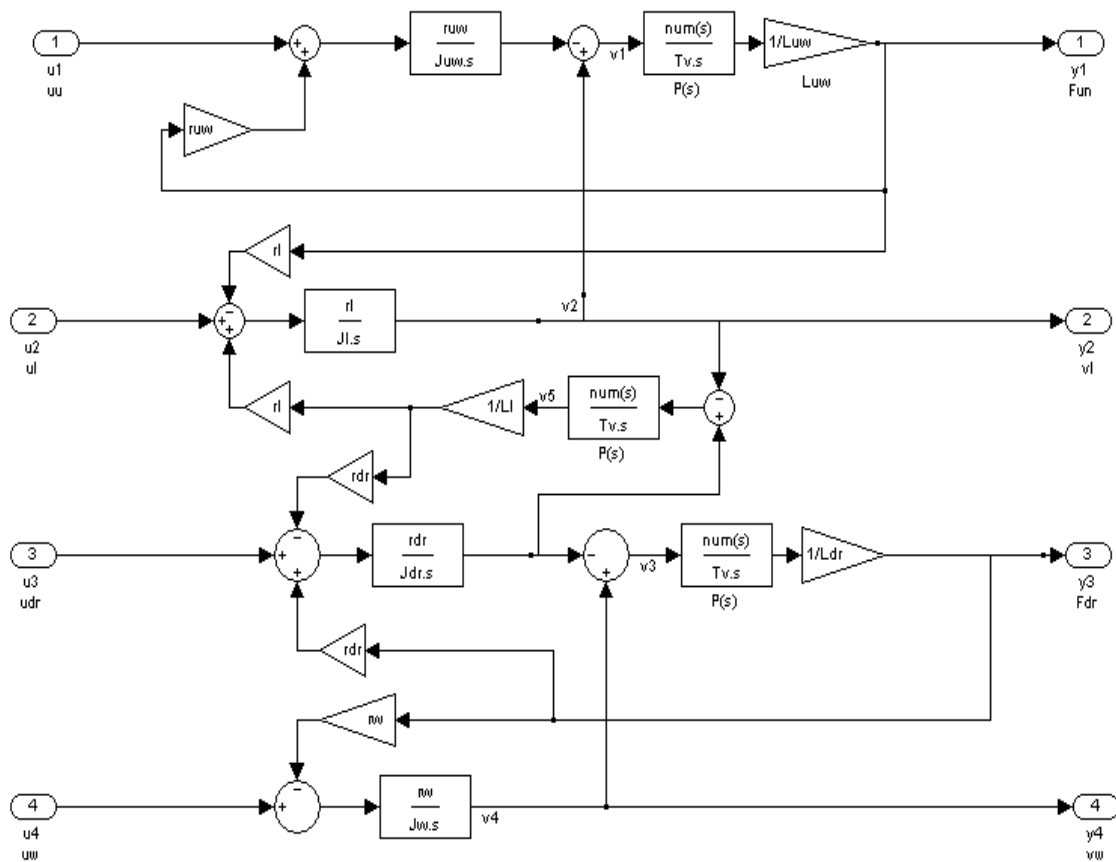 1
u1
uu
+
+
ruw
Juw.s
−
+
v1
num(s)
Tv.s
P(s)
1/Luw
Luw
1
y1
Fun
ruw
rl
2
u2
ul
−
+
+
rl
Jl.s
v2
2
y2
vl
rl
1/Ll
v5
num(s)
Tv.s
P(s)
−
+
rdr
3
u3
udr
−
+
+
rdr
Jdr.s
−
+
v3
num(s)
Tv.s
P(s)
1/Ldr
3
y3
Fdr
rdr
rw
4
u4
uw
−
+
rw
Jw.s
v4
4
y4
vw